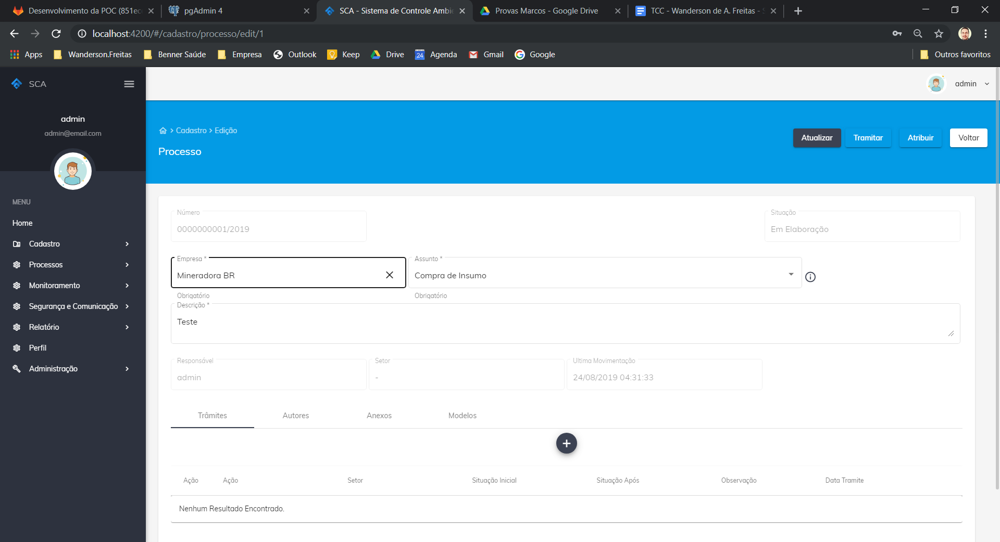 Desenvolvimento da POC (851ec
pgAdmin 4
SCA - Sistema de Controle Ambie
Provas Marcos - Google Drive
TCC - Wanderson de A. Freitas - S
localhost:4200/#/cadastro/processo/edit/1
Apps
Wanderson.Freitas
Benner Saúde
Empresa
Outlook
Keep
Drive
24
Agenda
Gmail
Google
Outros favoritos
SCA
admin
admin
admin@email.com
Cadastro > Edição
Processo
Atualizar
Tramitar
Atribuir
Voltar
MENU
Home
Cadastro
Processos
Monitoramento
Segurança e Comunicação
Relatório
Perfil
Administração
Número
0000000001/2019
Situação
Em Elaboração
Empresa *
Mineradora BR
Obrigatório
Assunto *
Compra de Insumo
Obrigatório
Descrição *
Teste
Responsável
admin
Setor
-
Ultima Movimentação
24/08/2019 04:31:33
Trâmites
Autores
Anexos
Modelos
Ação
Ação
Setor
Situação Inicial
Situação Após
Observação
Data Tramite
Nenhum Resultado Encontrado.